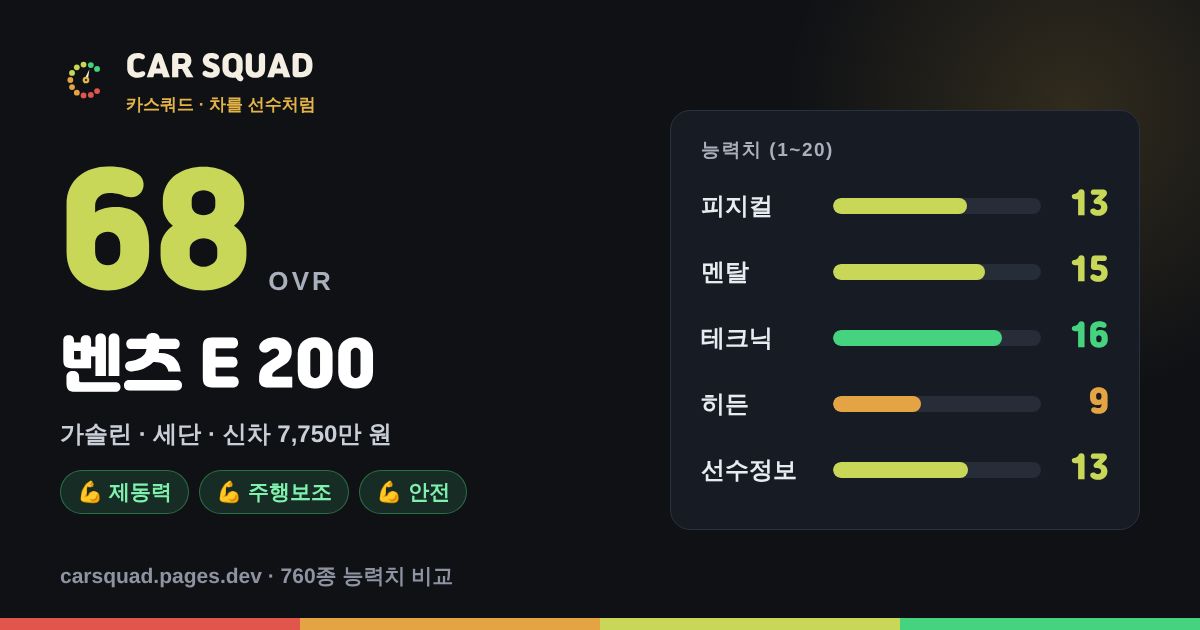 CAR SQUAD
카스쿼드 · 차를 선수처럼
68 OVR
벤츠 E 200
가솔린 · 세단 · 신차 7,750만 원
💪 제동력 💪 주행보조 💪 안전
carsquad.pages.dev · 760종 능력치 비교
능력치 (1~20)
피지컬 13
멘탈 15
테크닉 16
히든 9
선수정보 13